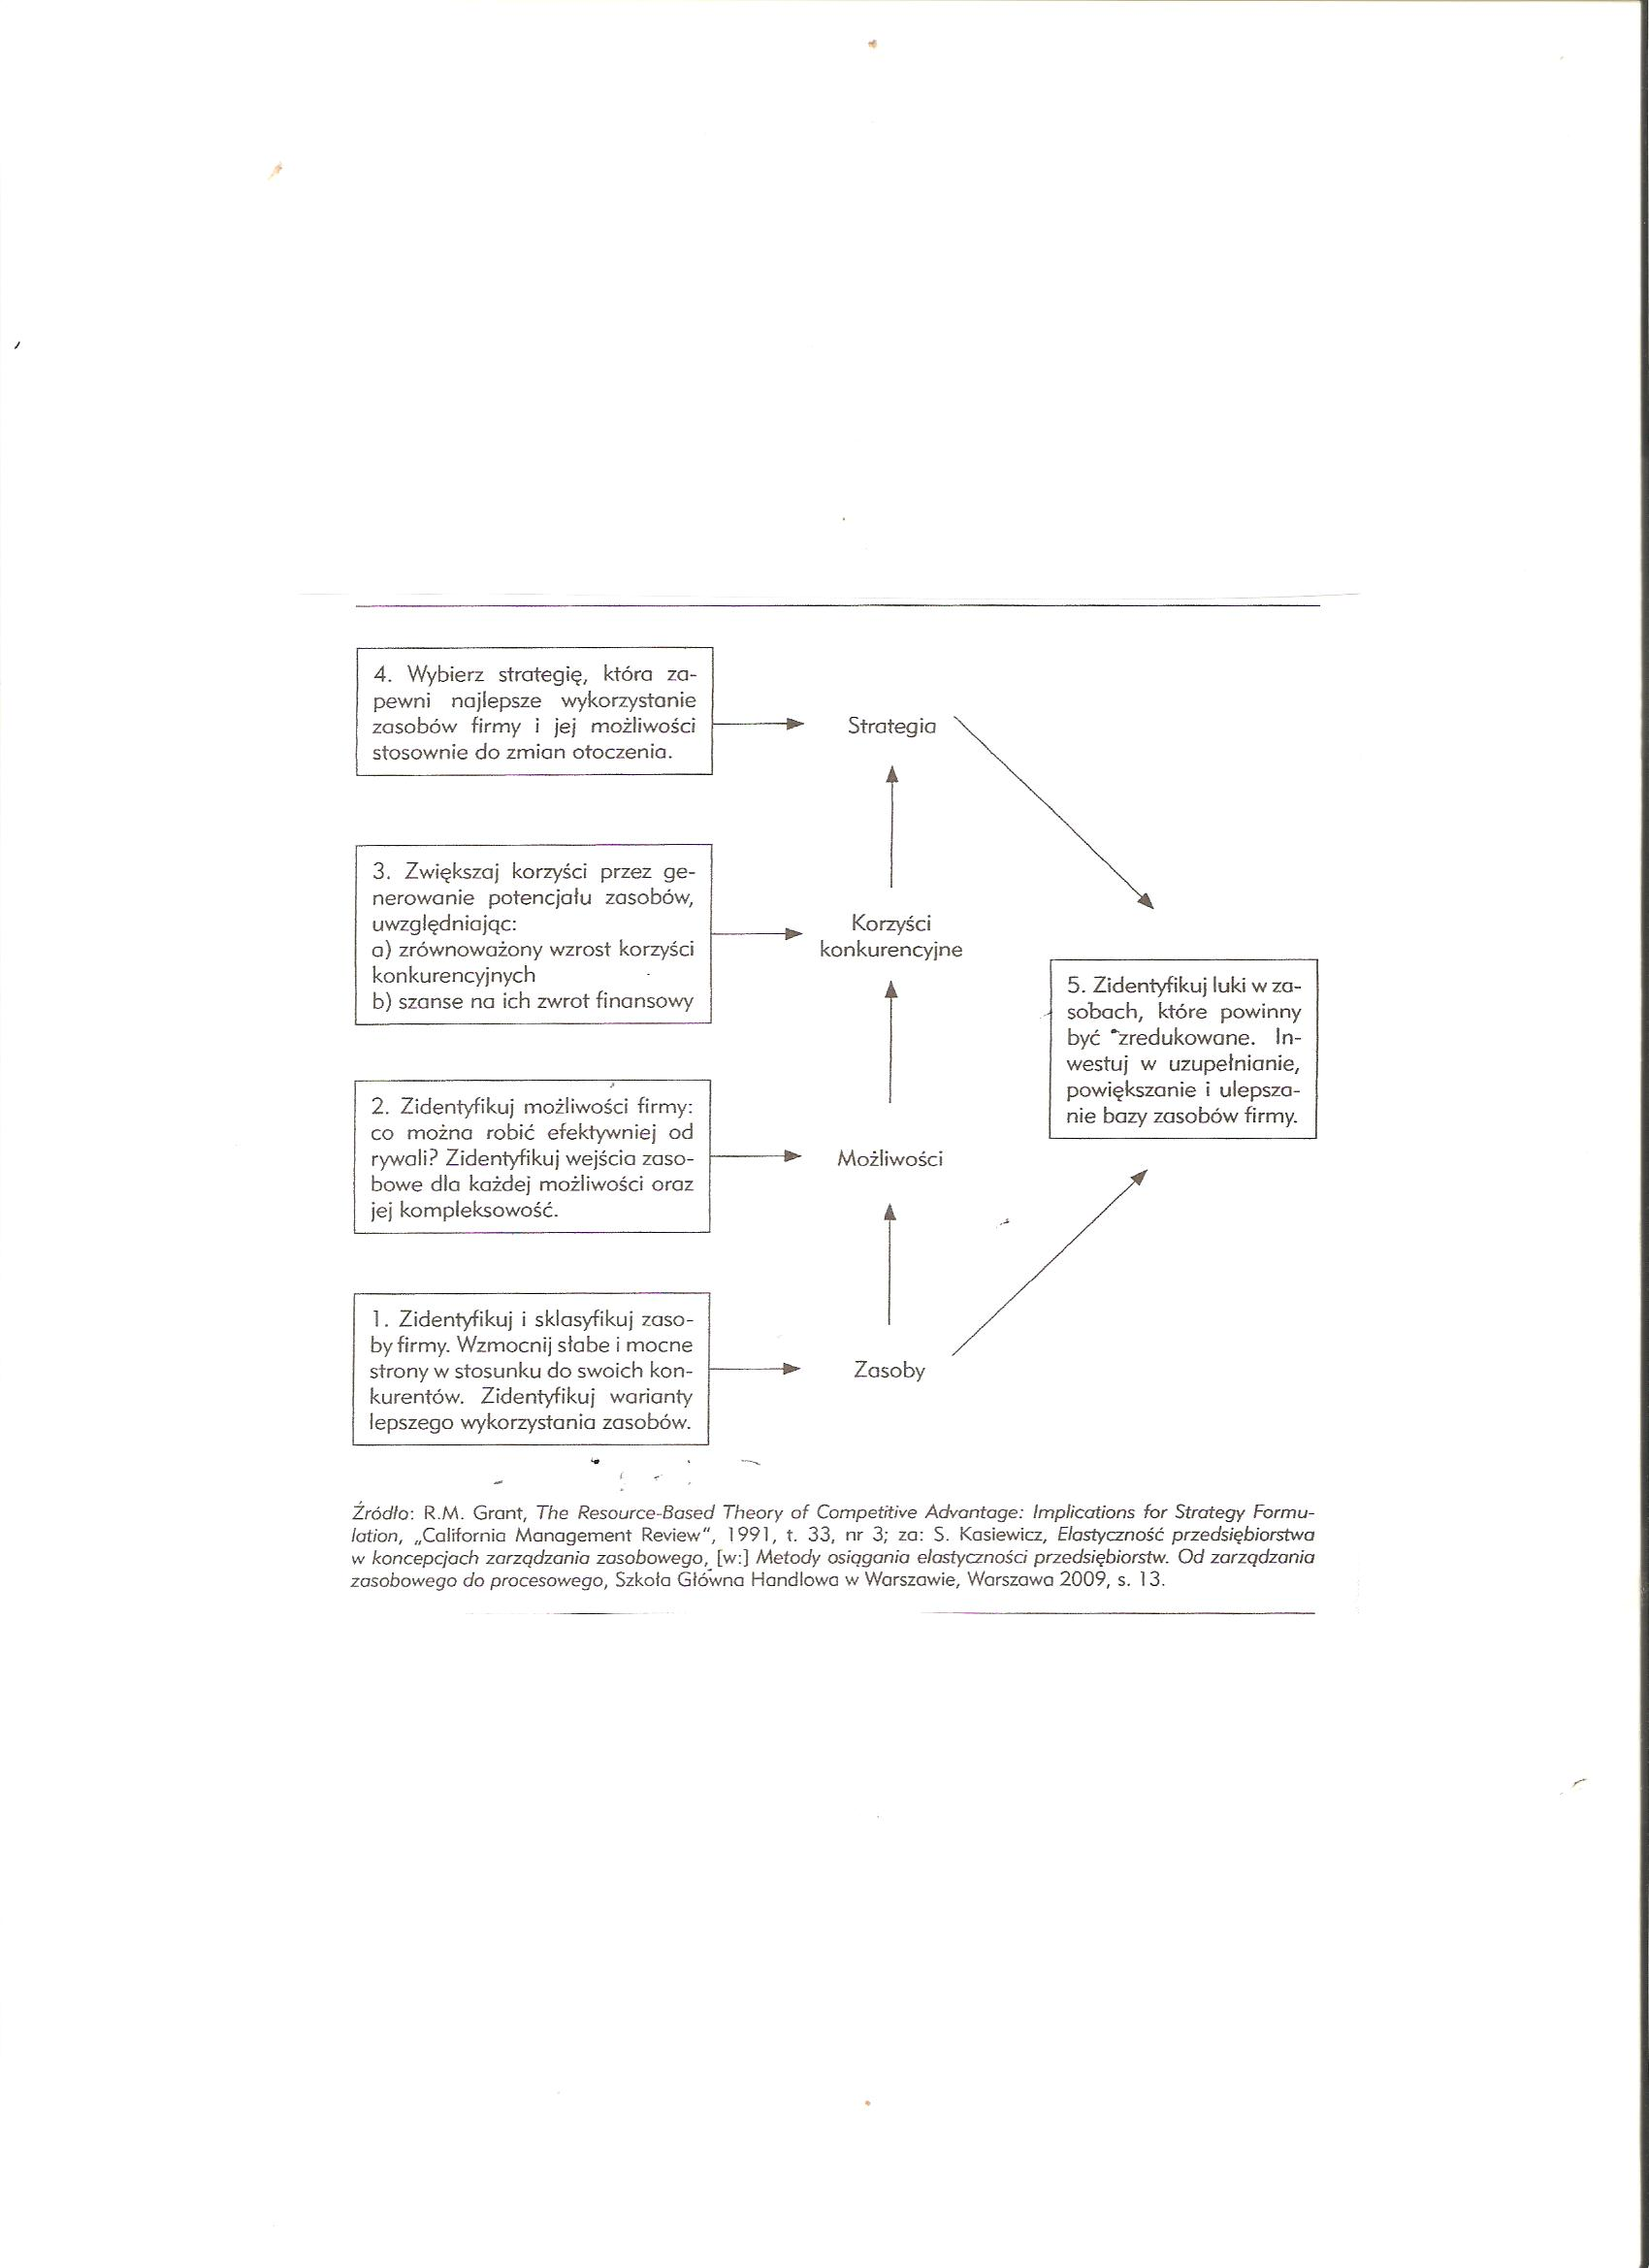 4. Wybierz strategię, która za-
pewni najlepsze wykorzystanie
zasobów firmy i jej możliwości
stosownie do zmian otoczenia.
Strategia
3. Zwiększaj korzyści przez ge-
nerowanie potencjału zasobów,
uwzględniając:
a) zrównoważony wzrost korzyści
konkurencyjnych
b) szanse na ich zwrot finansowy
Korzyści
konkurencyjne
5. Zidentyfikuj luki w za-
sobach, które powinny
być zredukowane. In-
westuj w uzupełnianie,
powiększanie i ulepsza-
nie bazy zasobów firmy.
2. Zidentyfikuj możliwości firmy:
co można robić efektywniej od
rywali? Zidentyfikuj wejścia zaso-
bowe dla każdej możliwości oraz
jej kompleksowość.
Możliwości
1. Zidentyfikuj i sklasyfikuj zaso-
by firmy. Wzmocnij słabe i mocne
strony w stosunku do swoich kon-
kurentów. Zidentyfikuj warianty
lepszego wykorzystania zasobów.
Zasoby
Źródło: R.M. Grant, The Resource-Based Theory of Competitive Advantage: Implications for Strategy Formu-
lation, „California Management Review", 1991, t. 33, nr 3; za: S. Kasiewicz, Elastyczność przedsiębiorstwa
w koncepcjach zarządzania zasobowego, [w:] Metody osiągania elastyczności przedsiębiorstw. Od zarządzania
zasobowego do procesowego, Szkoła Główna Handlowa w Warszawie, Warszawa 2009, s. 13.